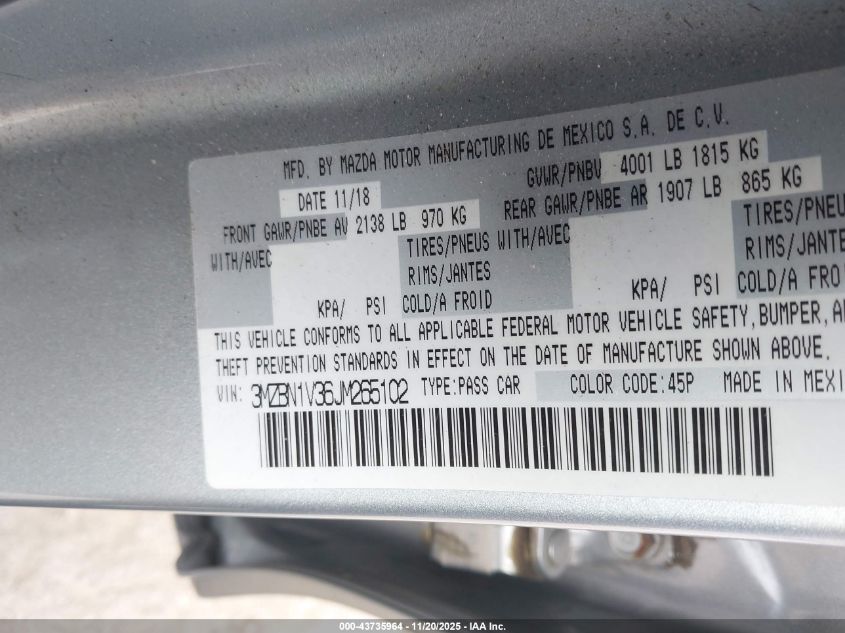 MFD. BY MAZDA MOTOR MANUFACTURING DE MEXICO S.A. DE C.V.
DATE 11/18 GVWR/PNBV 4001 LB 1815 KG
FRONT GAWR/PNBE AV 2138 LB 970 KG REAR GAWR/PNBE AR 1907 LB 865 KG
WITH/AVEC TIRES/PNEUS WITH/AVEC TIRES/PNEU
RIMS/JANTES RIMS/JANTE
KPA/ PSI COLD/A FROID KPA/ PSI COLD/A FRO
THIS VEHICLE CONFORMS TO ALL APPLICABLE FEDERAL MOTOR VEHICLE SAFETY, BUMPER, A
THEFT PREVENTION STANDARDS IN EFFECT ON THE DATE OF MANUFACTURE SHOWN ABOVE.
VIN: 3MZBN1V36JM265102 TYPE:PASS CAR COLOR CODE:45P MADE IN MEXI
000-43735964 - 11/20/2025 - IAA Inc.